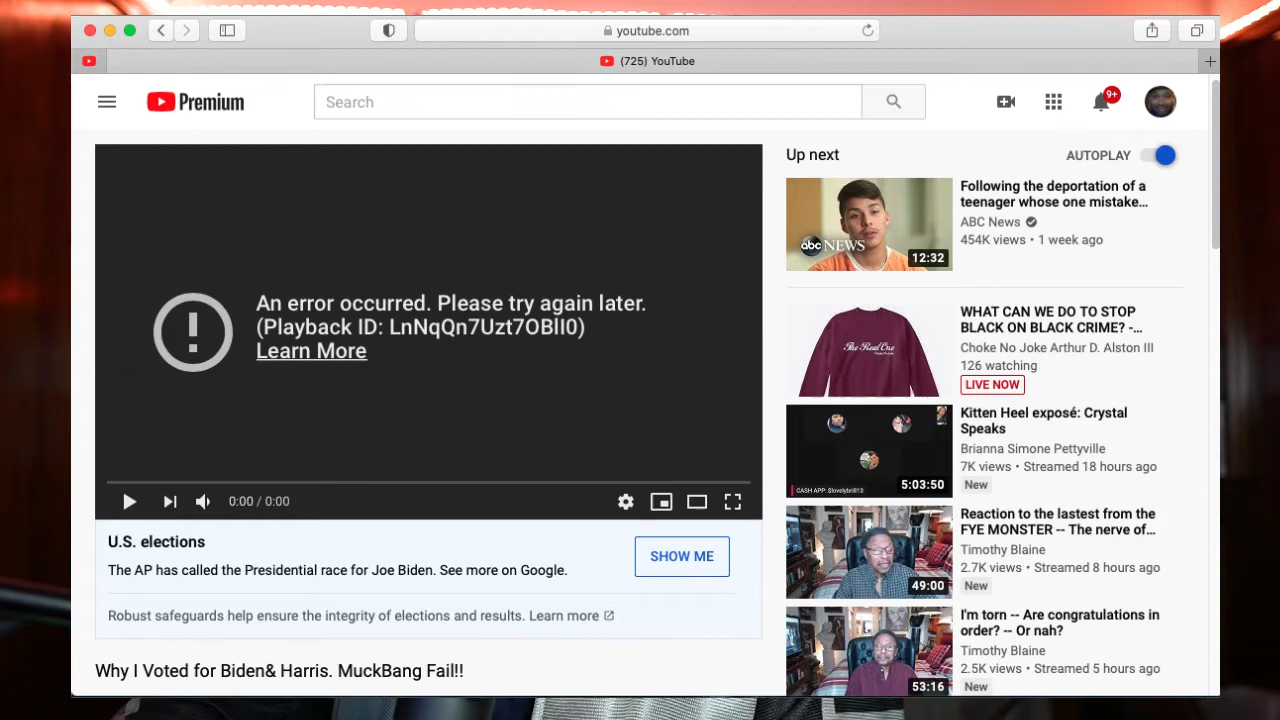 youtube.com
(725) YouTube
Premium
Search
9+
An error occurred. Please try again later.
(Playback ID: LnNqQn7Uzt7OBlI0)
Learn More
0:00 / 0:00
U.S. elections
The AP has called the Presidential race for Joe Biden. See more on Google.
SHOW ME
Robust safeguards help ensure the integrity of elections and results. Learn more
Why I Voted for Biden& Harris. MuckBang Fail!!
Up next
AUTOPLAY
abc NEWS
12:32
Following the deportation of a
teenager whose one mistake…
ABC News
454K views • 1 week ago
The Real One
WHAT CAN WE DO TO STOP
BLACK ON BLACK CRIME? -…
Choke No Joke Arthur D. Alston III
126 watching
LIVE NOW
CASH APP: $lovelybri813
5:03:50
Kitten Heel exposé: Crystal
Speaks
Brianna Simone Pettyville
7K views • Streamed 18 hours ago
New
49:00
Reaction to the lastest from the
FYE MONSTER -- The nerve of…
Timothy Blaine
2.7K views • Streamed 8 hours ago
New
53:16
I'm torn -- Are congratulations in
order? -- Or nah?
Timothy Blaine
2.5K views • Streamed 5 hours ago
New